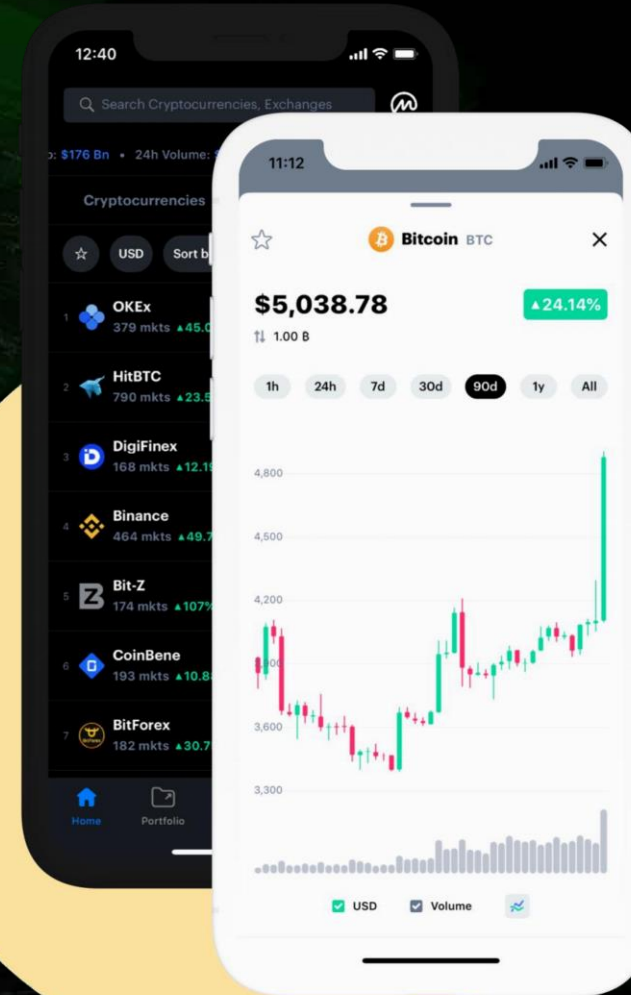 12:40
Search Cryptocurrencies, Exchanges
$176 Bn • 24h Volume:
Cryptocurrencies
USD
Sort
1 OKEx
379 mkts ▲45.0
2 HitBTC
790 mkts ▲23.5
3 DigiFinex
168 mkts ▲12.19
4 Binance
464 mkts ▲49.7
5 Bit-Z
174 mkts ▲107%
6 CoinBene
193 mkts ▲10.8
7 BitForex
182 mkts ▲30.7
Home
Portfolio
11:12
Bitcoin BTC
$5,038.78
▲24.14%
1.00 B
1h 24h 7d 30d 90d 1y All
4,800
4,500
4,200
3,900
3,600
3,300
USD
Volume